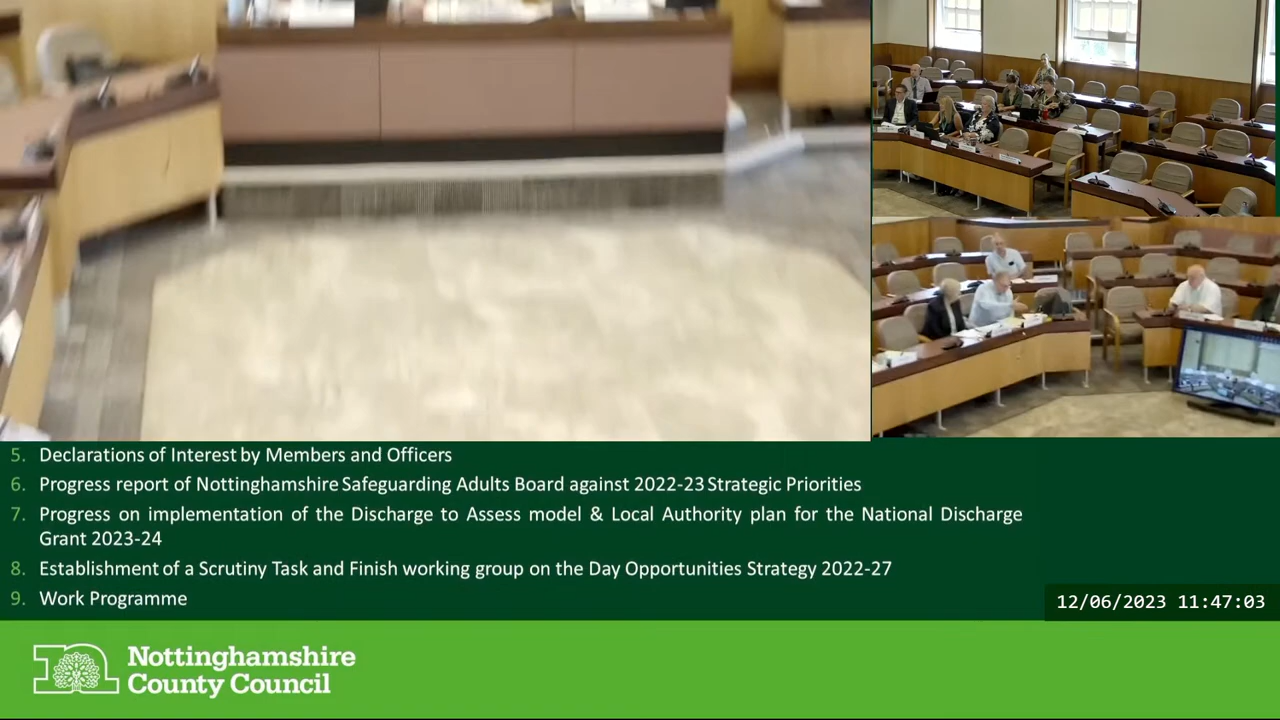 5. Declarations of Interest by Members and Officers
6. Progress report of Nottinghamshire Safeguarding Adults Board against 2022-23 Strategic Priorities
7. Progress on implementation of the Discharge to Assess model & Local Authority plan for the National Discharge
Grant 2023-24
8. Establishment of a Scrutiny Task and Finish working group on the Day Opportunities Strategy 2022-27
9. Work Programme
12/06/2023 11:47:03
Nottinghamshire
County Council